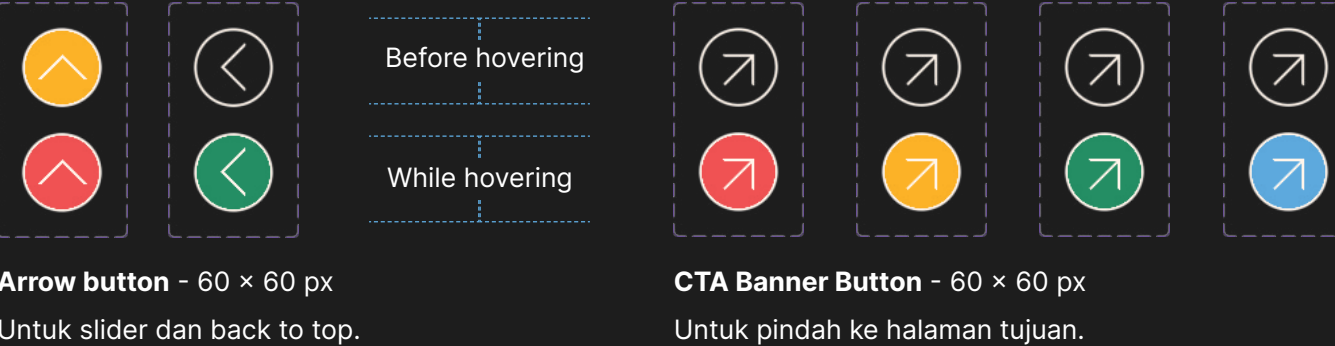 Before hovering
While hovering
Arrow button - 60 × 60 px
Untuk slider dan back to top.
CTA Banner Button - 60 × 60 px
Untuk pindah ke halaman tujuan.